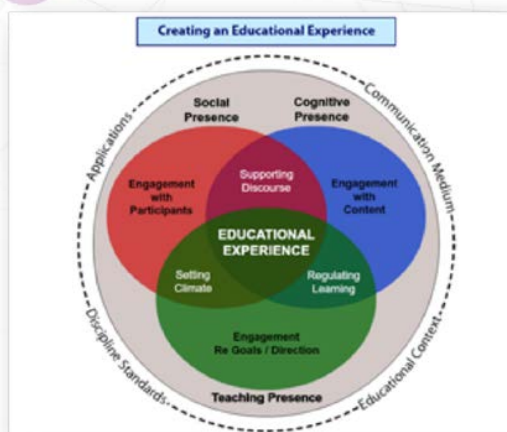 Creating an Educational Experience
Applications
Communication Medium
Social
Presence
Cognitive
Presence
Supporting
Discourse
Engagement
with
Participants
Engagement
with
Content
EDUCATIONAL
EXPERIENCE
Setting
Climate
Regulating
Learning
Engagement
Re Goals / Direction
Teaching Presence
Discipline Standards
Educational Context